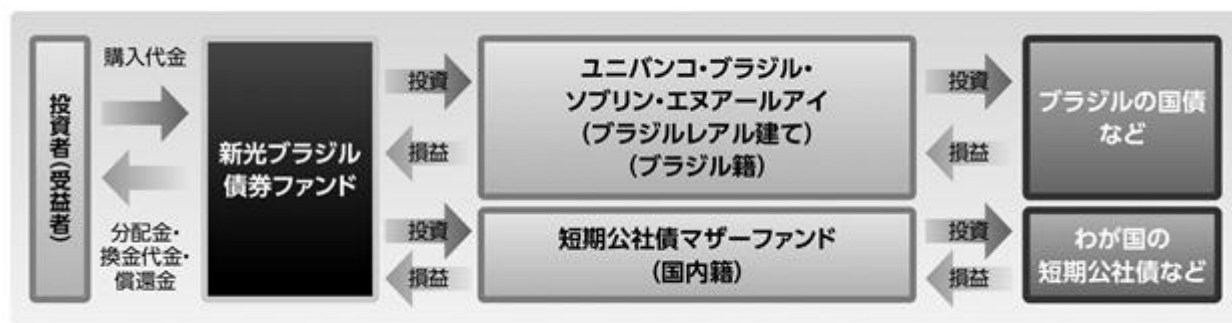 投資者(受益者)
購入代金
分配金・
換金代金・
償還金
新光ブラジル
債券ファンド
投資
損益
ユニバンコ・ブラジル・
ソブリン・エヌアールアイ
(ブラジルレアル建て)
(ブラジル籍)
投資
損益
ブラジルの国債
など
投資
損益
短期公社債マザーファンド
(国内籍)
投資
損益
わが国の
短期公社債など